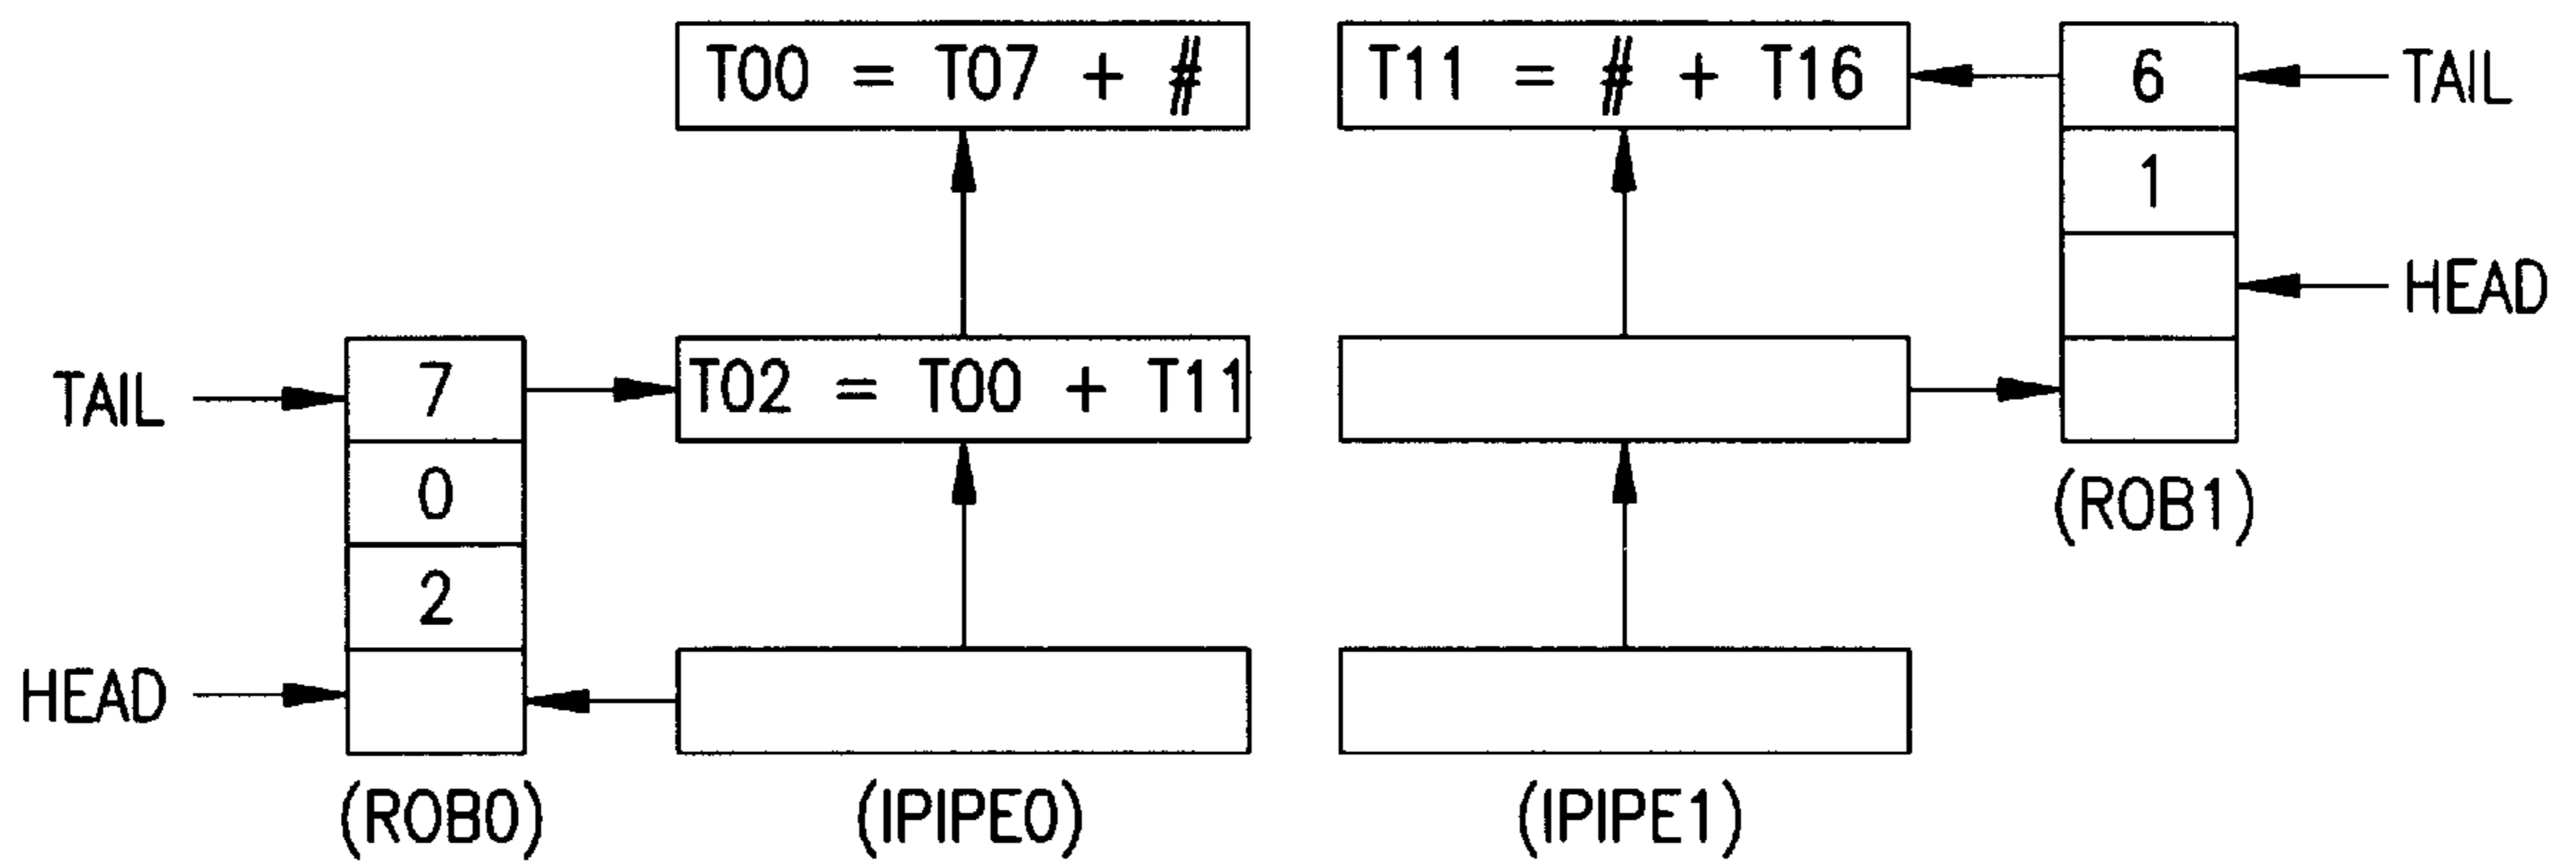 T00 = T07 + #
T11 = # + T16
6
TAIL
1
HEAD
TAIL
7
T02 = T00 + T11
0
(ROB1)
2
HEAD
(ROB0)
(IPIPE0)
(IPIPE1)